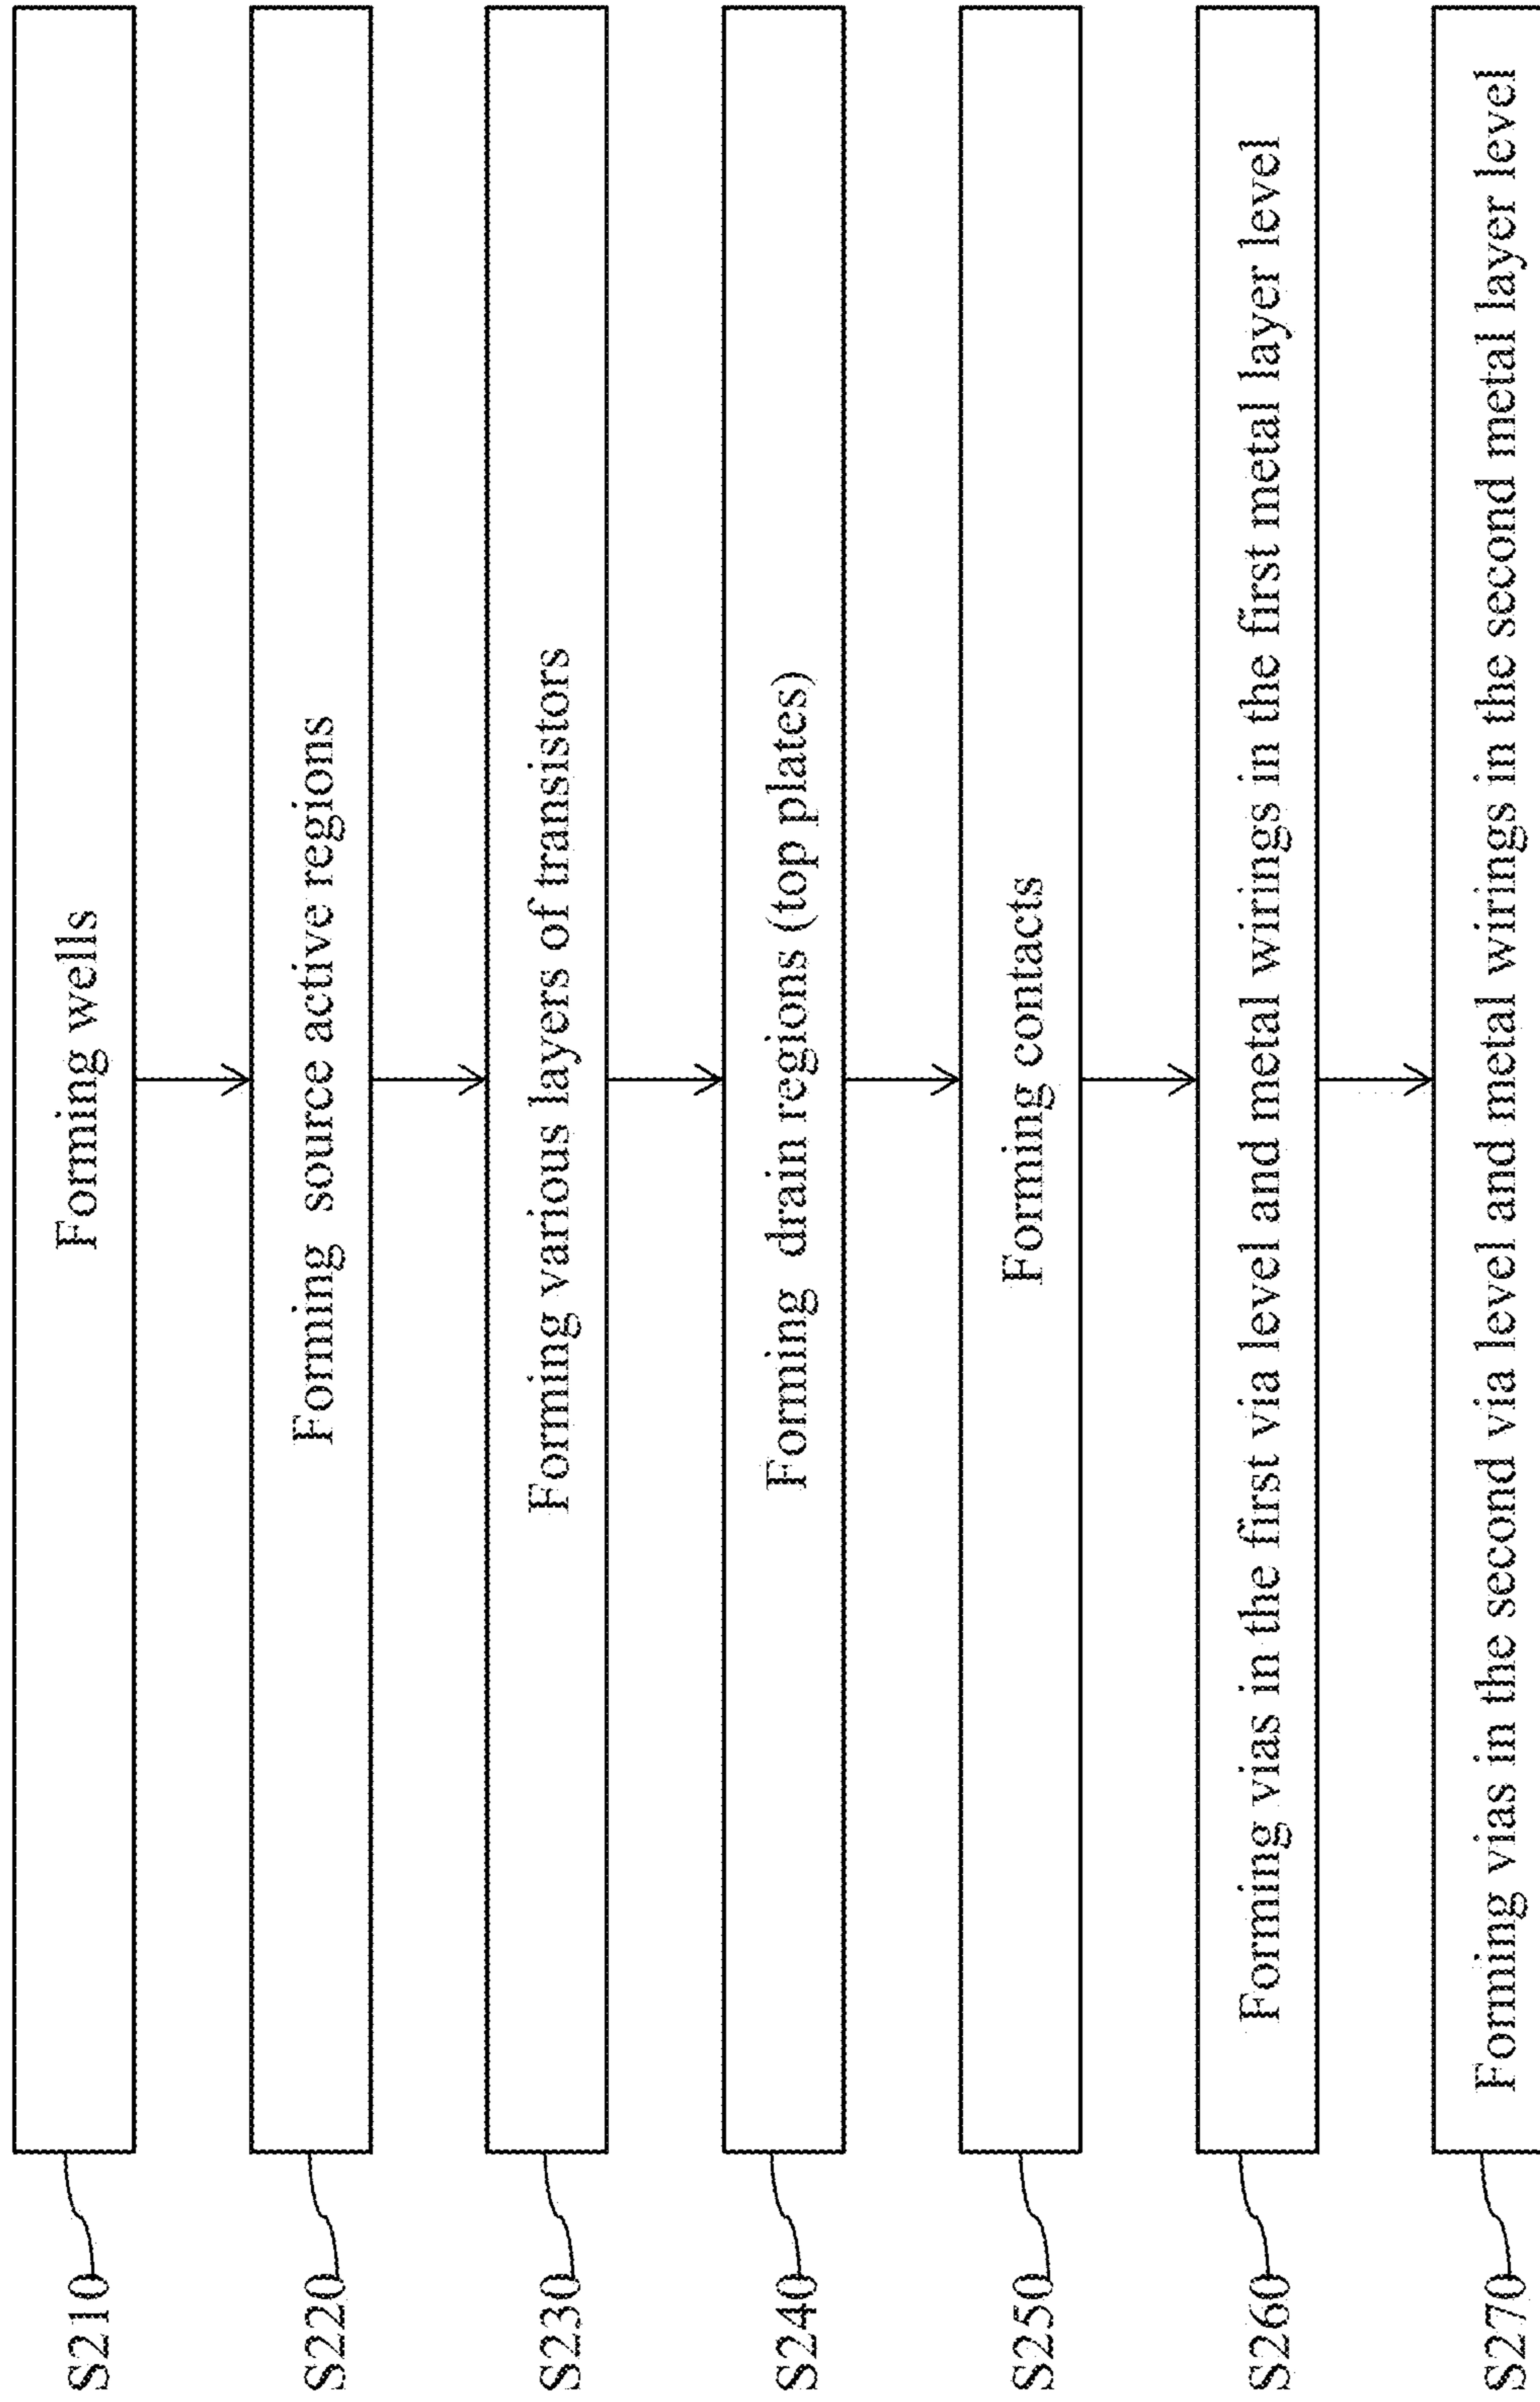 S210
Forming wells
S220
Forming source active regions
S230
Forming various layers of transistors
S240
Forming drain regions (top plates)
S250
Forming contacts
S260
Forming vias in the first via level and metal wirings in the first metal layer level
S270
Forming vias in the second via level and metal wirings in the second metal layer level